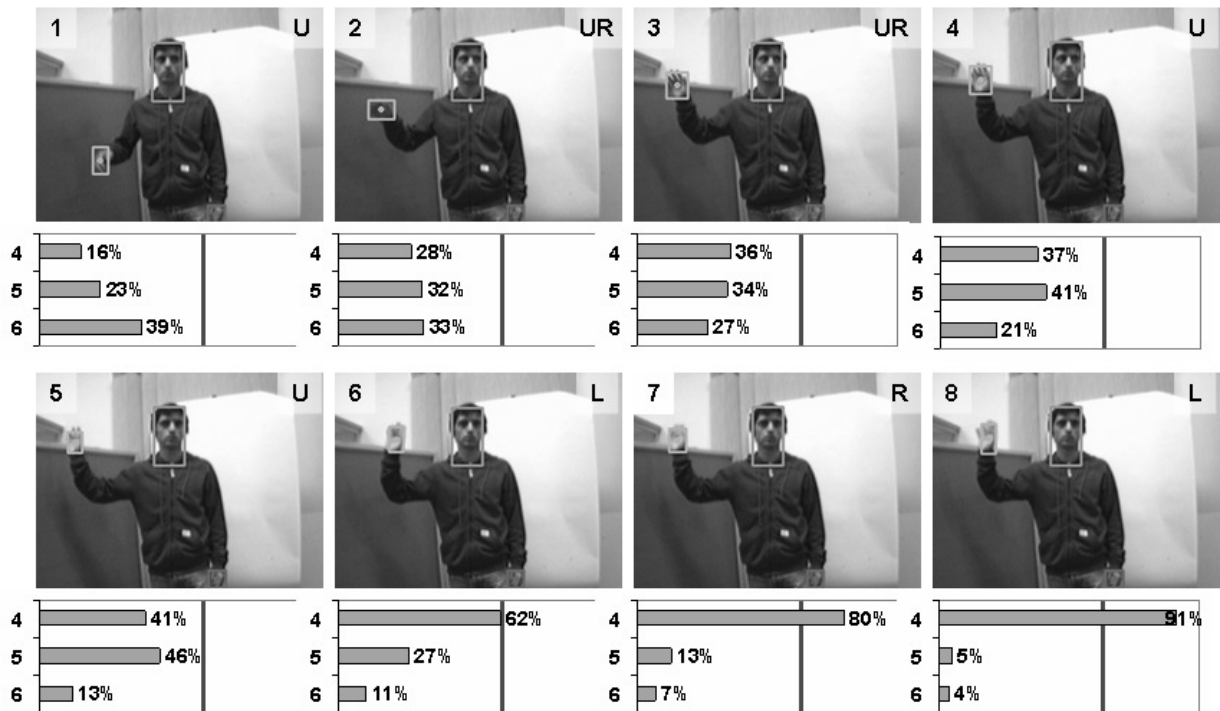 1 U 2 UR 3 UR 4 U
4 16% 4 28% 4 36% 4 37%
5 23% 5 32% 5 34% 5 41%
6 39% 6 33% 6 27% 6 21%
5 U 6 L 7 R 8 L
4 41% 4 62% 4 80% 4 91%
5 46% 5 27% 5 13% 5 5%
6 13% 6 11% 6 7% 6 4%